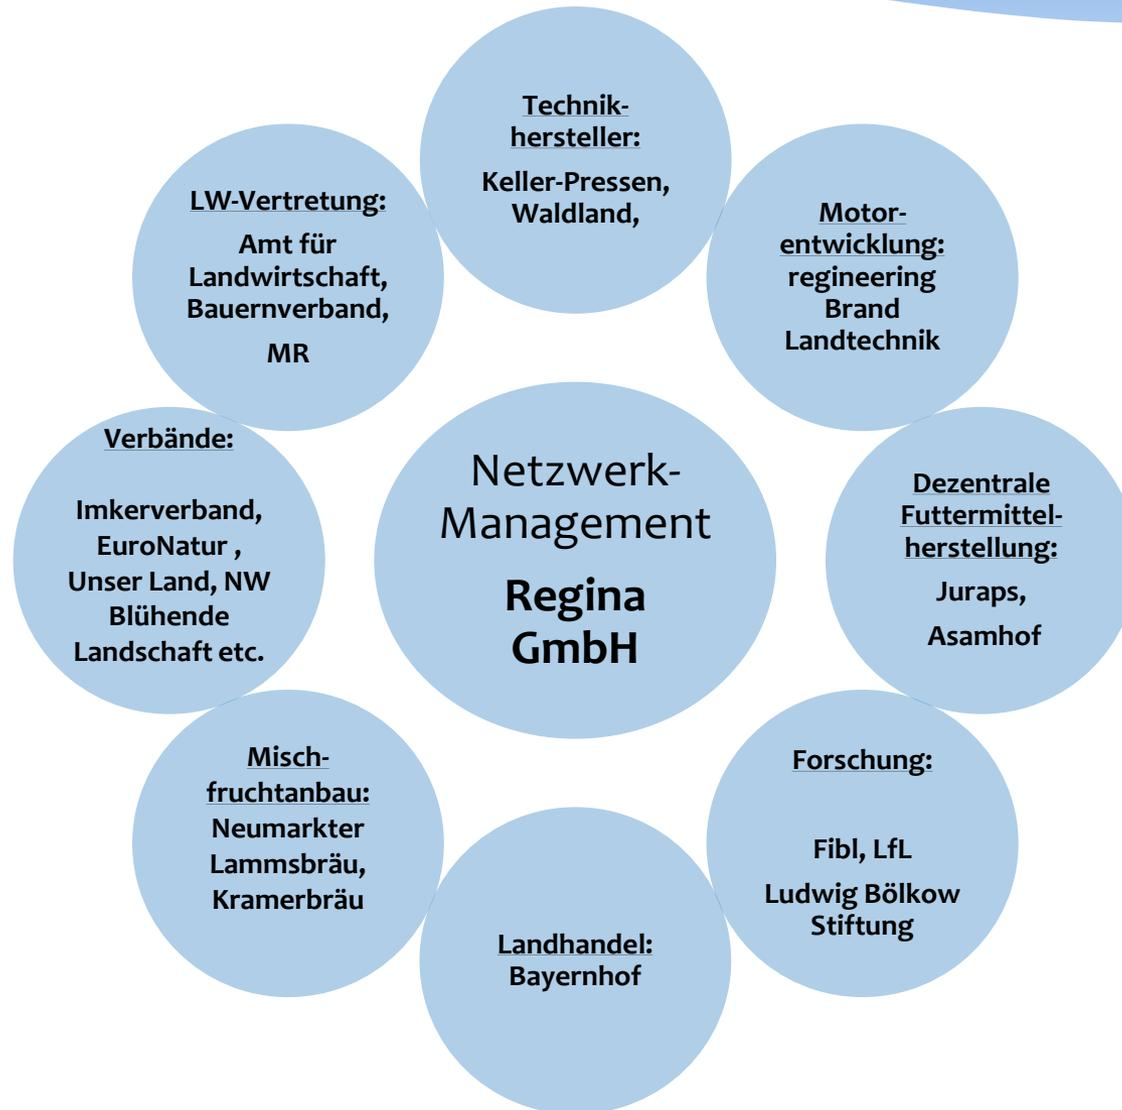 Technik-
hersteller:
Keller-Pressen,
Waldland,
Motor-
entwicklung:
regineering
Brand
Landtechnik
Dezentrale
Futtermittel-
herstellung:
Juraps,
Asamhof
Forschung:
Fibl, LfL
Ludwig Bölkow
Stiftung
Landhandel:
Bayernhof
Misch-
fruchtanbau:
Neumarkter
Lammsbräu,
Kramerbräu
Verbände:
Imkerverband,
EuroNatur ,
Unser Land, NW
Blühende
Landschaft etc.
LW-Vertretung:
Amt für
Landwirtschaft,
Bauernverband,
MR
Netzwerk-
Management
Regina
GmbH